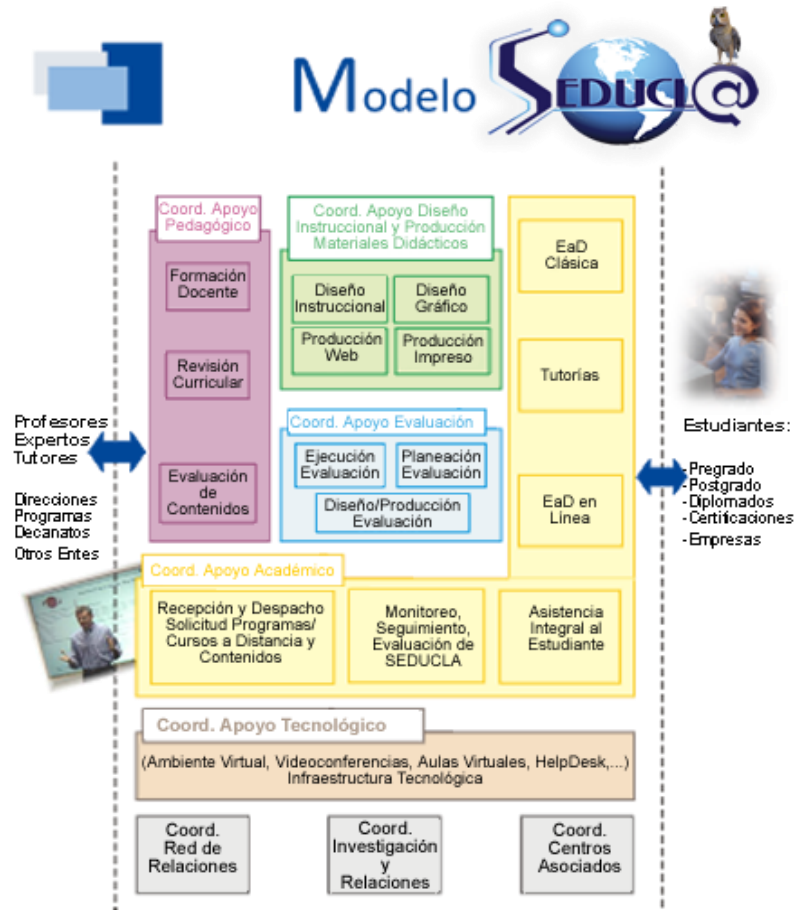 Modelo SEDUCL@
Coord. Apoyo
Pedagógico
Formación
Docente
Revisión
Curricular
Evaluación
de
Contenidos
Coord. Apoyo Diseño
Instruccional y Producción
Materiales Didácticos
Diseño
Instruccional
Diseño
Gráfico
Producción
Web
Producción
Impreso
Coord. Apoyo Evaluación
Ejecución
Evaluación
Planeación
Evaluación
Diseño/Producción
Evaluación
EaD
Clásica
Tutorías
EaD en
Línea
Profesores
Expertos
Tutores
Direcciones
Programas
Decanatos
Otros Entes
Estudiantes:
-Pregrado
-Postgrado
-Diplomados
-Certificaciones
-Empresas
Coord. Apoyo Académico
Recepción y Despacho
Solicitud Programas/
Cursos a Distancia y
Contenidos
Monitoreo,
Seguimiento,
Evaluación de
SEDUCLA
Asistencia
Integral al
Estudiante
Coord. Apoyo Tecnológico
(Ambiente Virtual, Videoconferencias, Aulas Virtuales, HelpDesk,...)
Infraestructura Tecnológica
Coord.
Red de
Relaciones
Coord.
Investigación
y
Relaciones
Coord.
Centros
Asociados